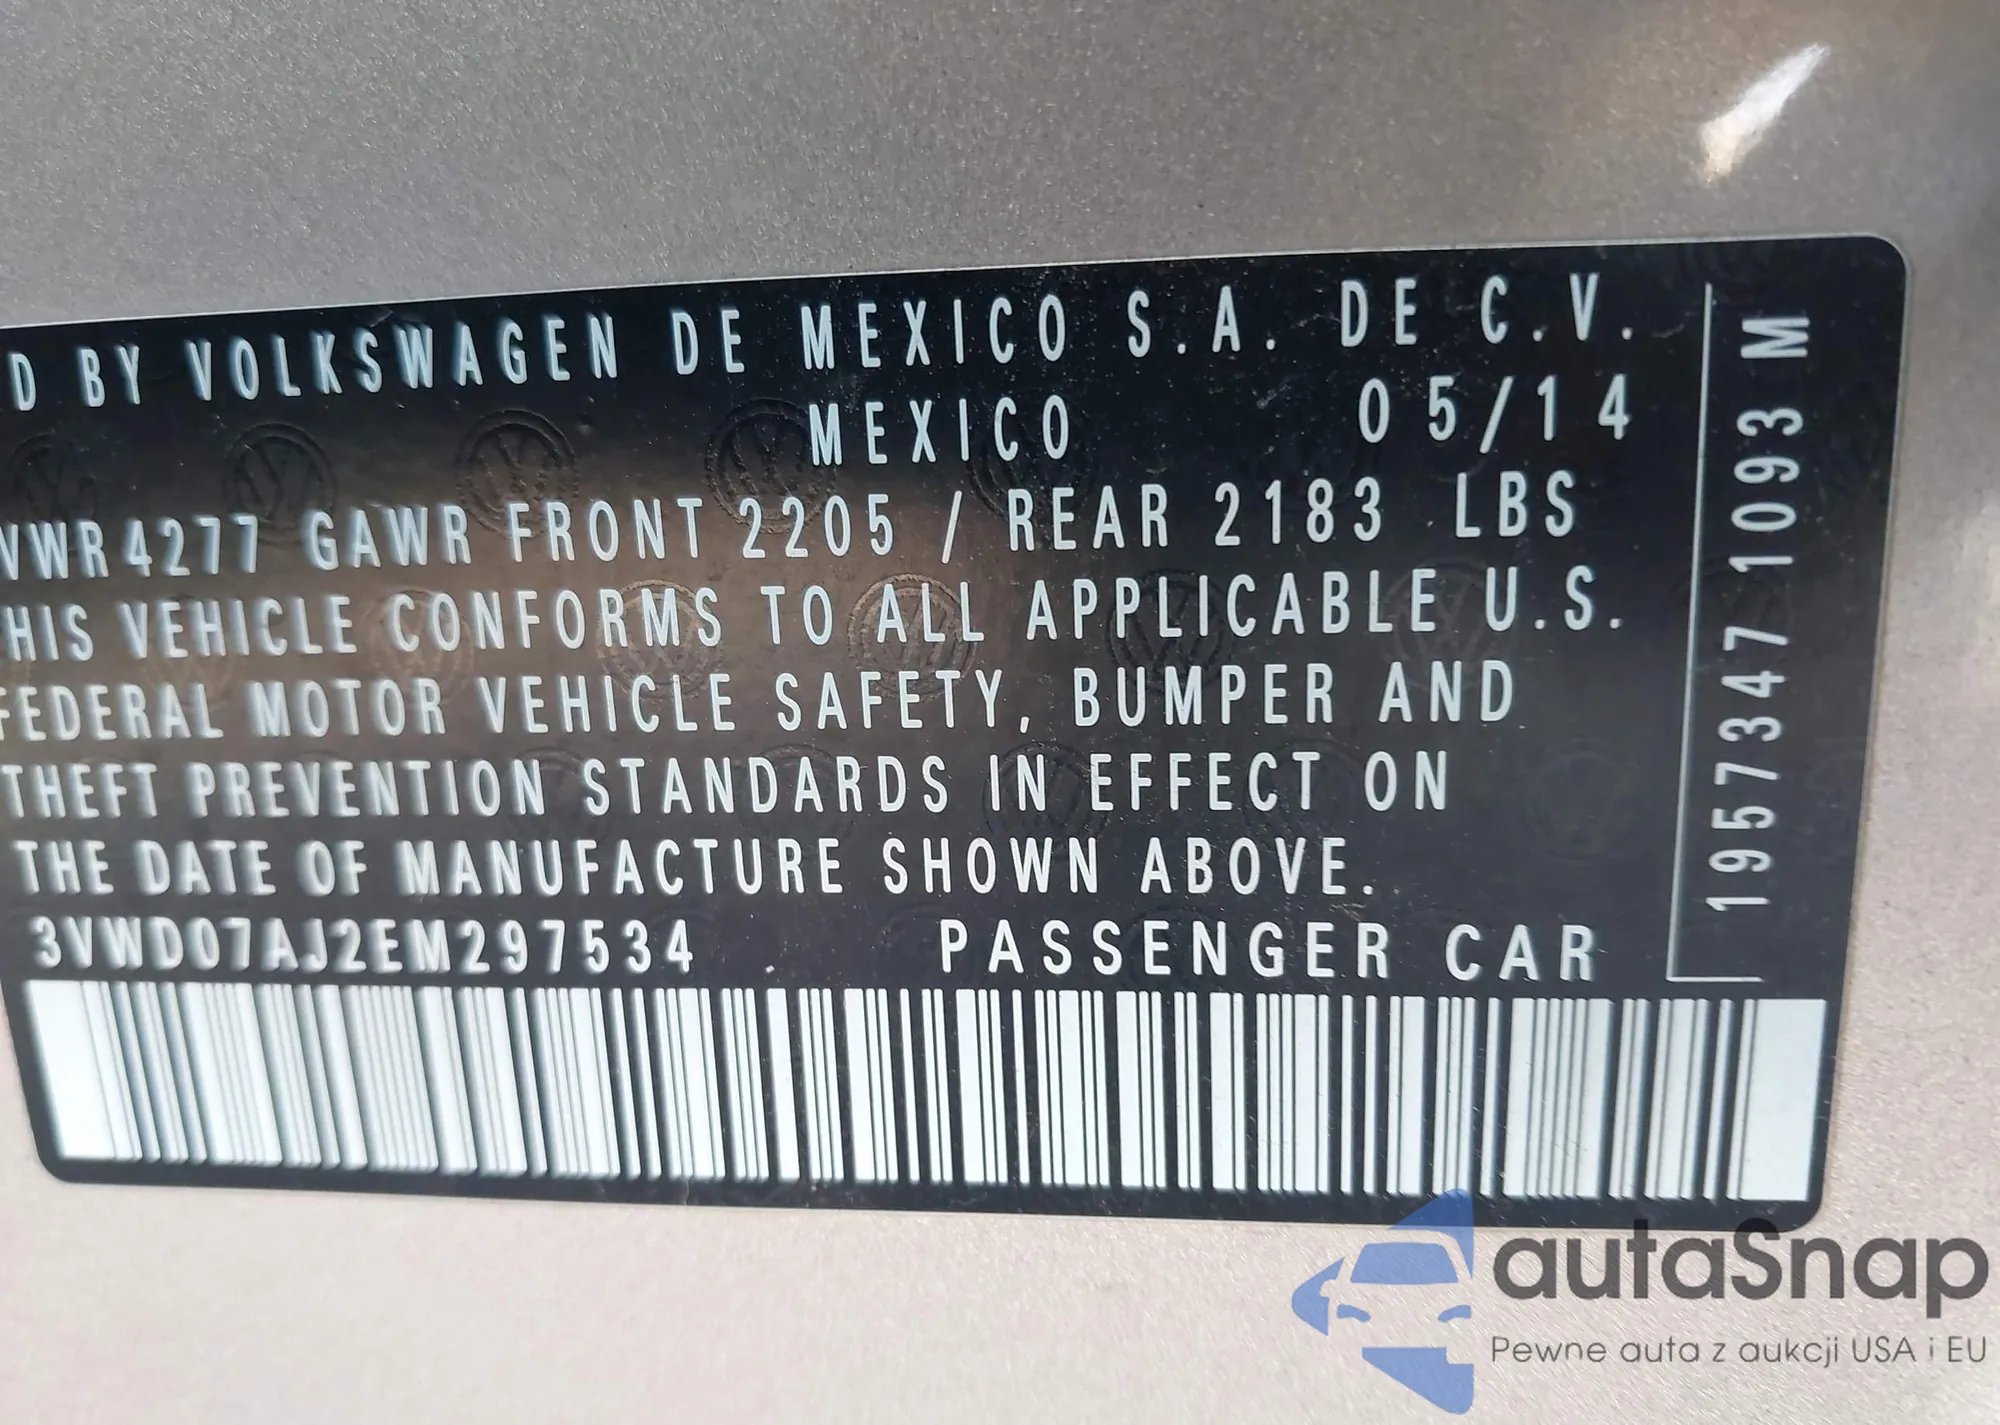 D BY VOLKSWAGEN DE MEXICO S.A. DE C.V.
MEXICO 05/14
VWR 4277 GAWR FRONT 2205 / REAR 2183 LBS
HIS VEHICLE CONFORMS TO ALL APPLICABLE U.S.
FEDERAL MOTOR VEHICLE SAFETY, BUMPER AND
THEFT PREVENTION STANDARDS IN EFFECT ON
THE DATE OF MANUFACTURE SHOWN ABOVE.
3VWD07AJ2EM297534 PASSENGER CAR
1957347 1093 M
autaSnap
Pewne auta z aukcji USA i EU